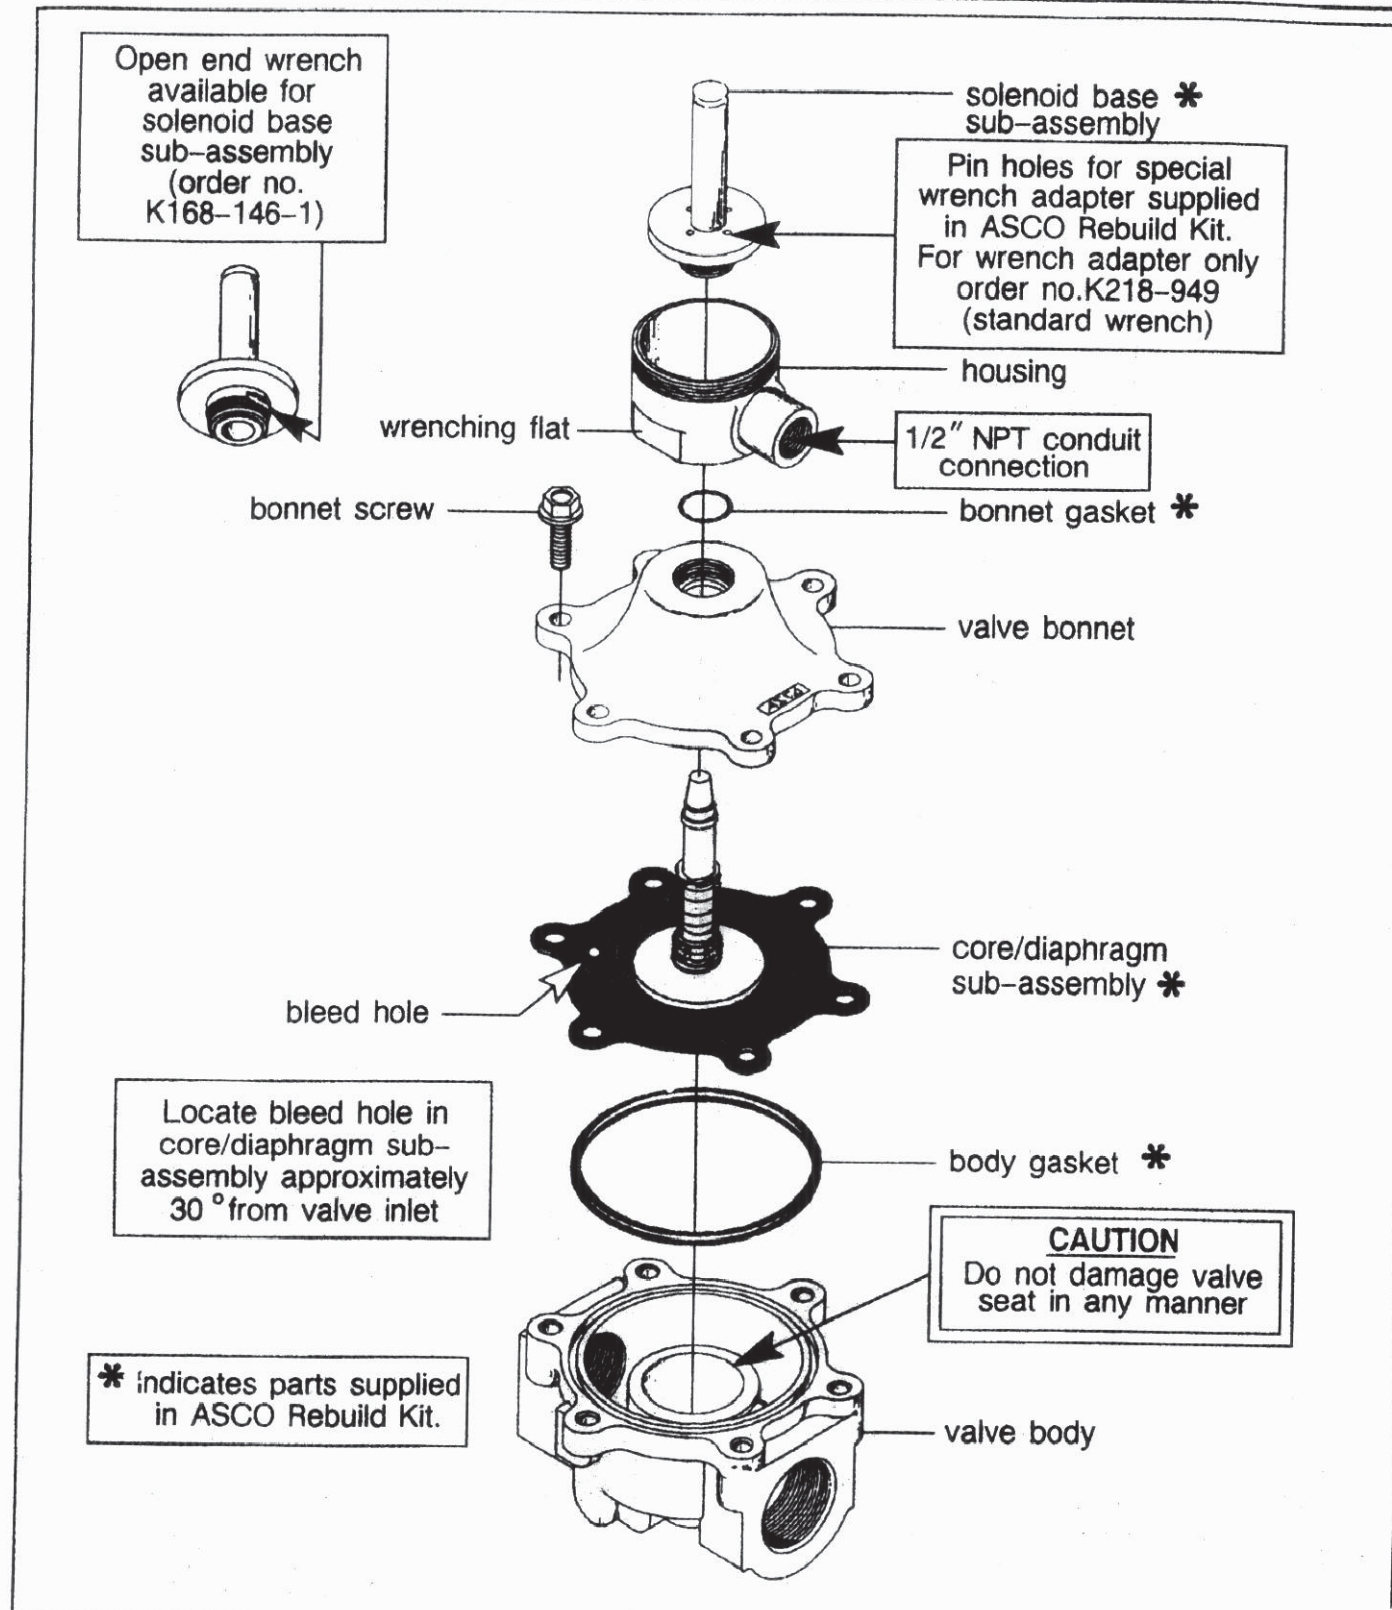 Open end wrench
available for
solenoid base
sub-assembly
(order no.
K168-146-1)
solenoid base *
sub-assembly
Pin holes for special
wrench adapter supplied
in ASCO Rebuild Kit.
For wrench adapter only
order no.K218-949
(standard wrench)
housing
wrenching flat
1/2" NPT conduit
connection
bonnet screw
bonnet gasket *
valve bonnet
ASCO
core/diaphragm
sub-assembly *
bleed hole
Locate bleed hole in
core/diaphragm sub-
assembly approximately
30° from valve inlet
body gasket *
CAUTION
Do not damage valve
seat in any manner
* indicates parts supplied
in ASCO Rebuild Kit.
valve body